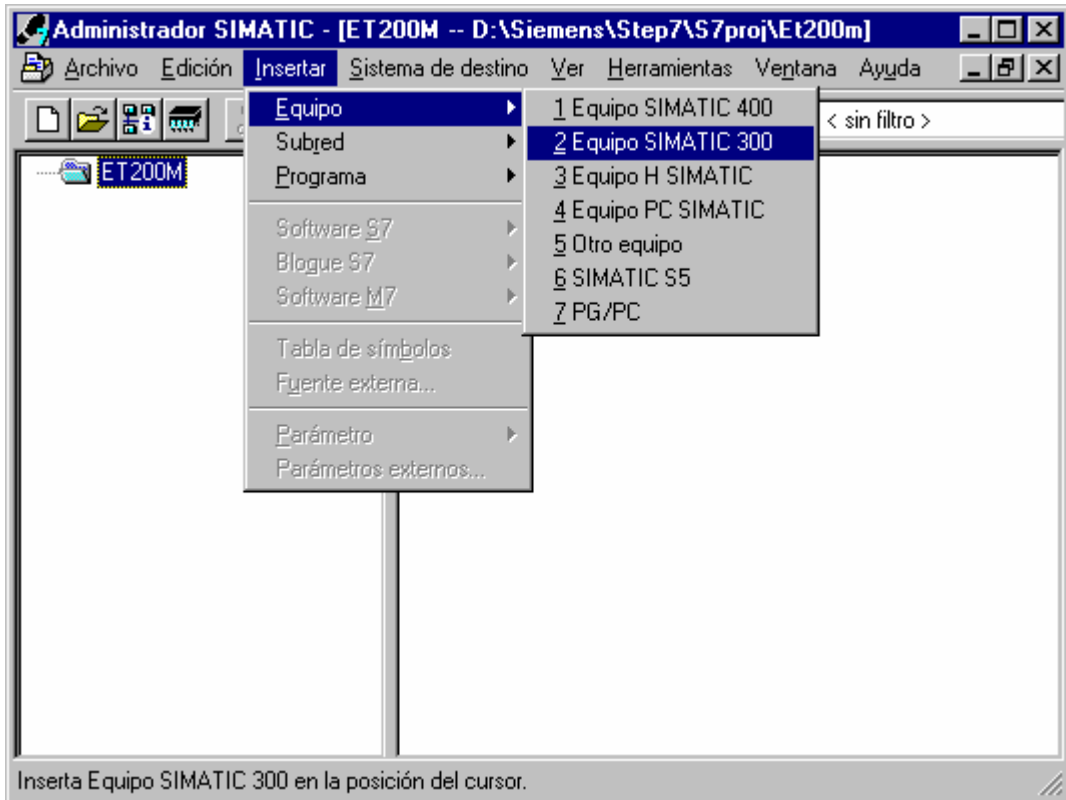 Administrador SIMATIC - [ET200M -- D:\Siemens\Step7\S7proj\Et200m]
Archivo Edición Insertar Sistema de destino Ver Herramientas Ventana Ayuda
< sin filtro >
ET200M
Equipo
Subred
Programa
Software S7
Bloque S7
Software M7
Tabla de símbolos
Fuente externa...
Parámetro
Parámetros externos...
1 Equipo SIMATIC 400
2 Equipo SIMATIC 300
3 Equipo H SIMATIC
4 Equipo PC SIMATIC
5 Otro equipo
6 SIMATIC S5
7 PG/PC
Inserta Equipo SIMATIC 300 en la posición del cursor.